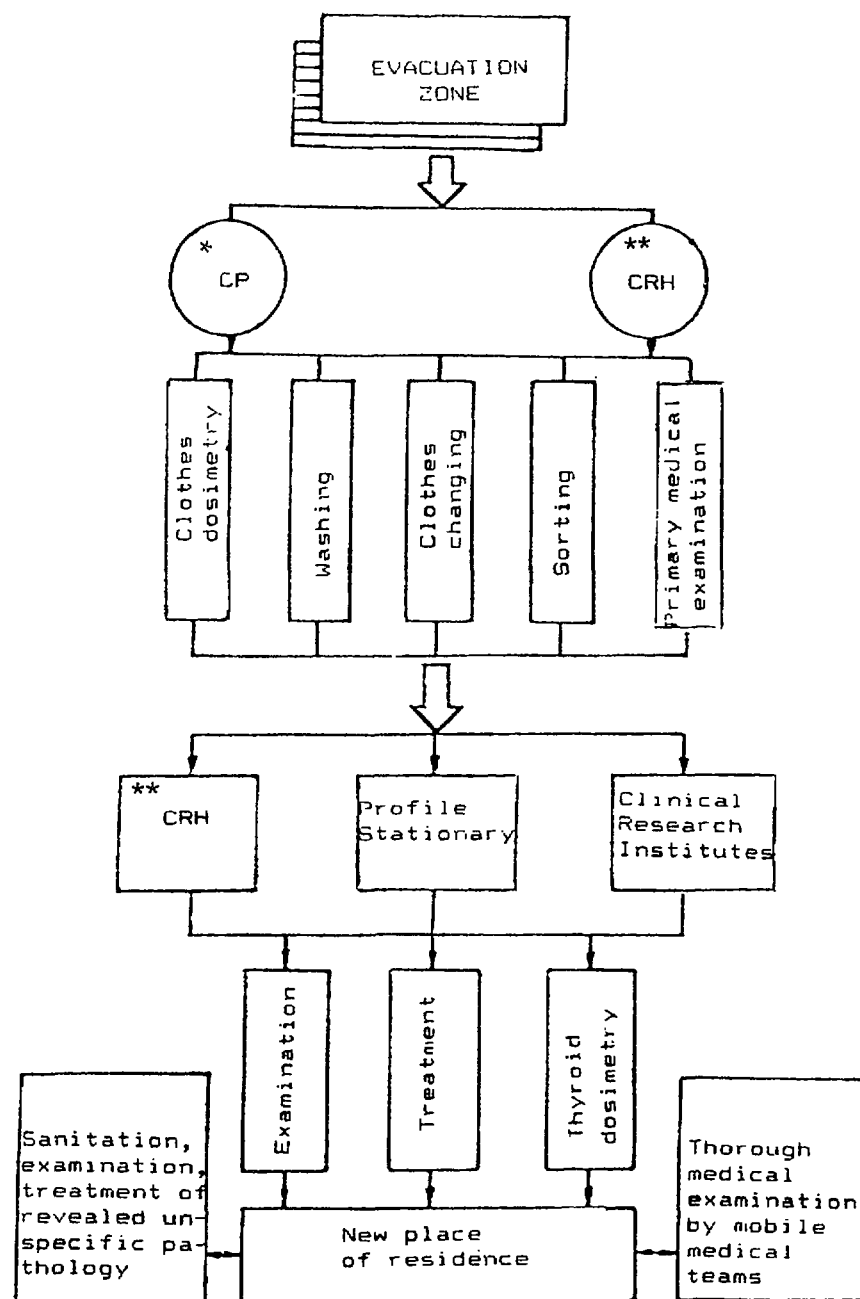 EVACUATION
ZONE
*
CP
**
CRH
Clothes
dosimetry
Washing
Clothes
changing
Sorting
Primary medical
examination
**
CRH
Profile
Stationary
Clinical
Research
Institutes
Examination
Treatment
Thyroid
dosimetry
Sanitation,
examination,
treatment of
revealed un-
specific pa-
thology
New place
of residence
Thorough
medical
examination
by mobile
medical
teams